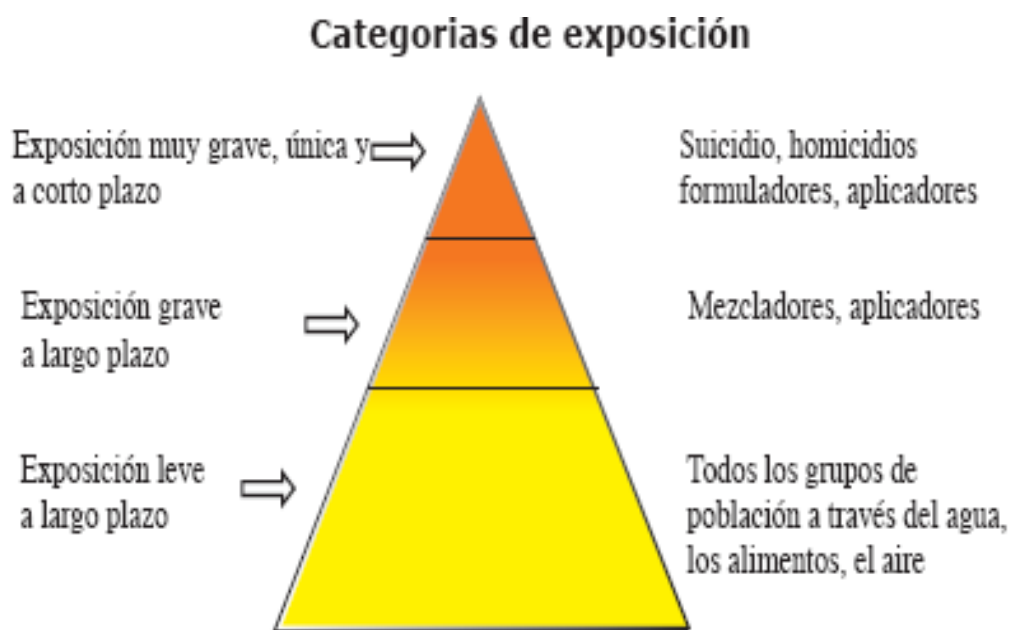 Categorias de exposición
Exposición muy grave, única y
a corto plazo
Suicidio, homicidios
formuladores, aplicadores
Exposición grave
a largo plazo
Mezcladores, aplicadores
Exposición leve
a largo plazo
Todos los grupos de
población a través del agua,
los alimentos, el aire